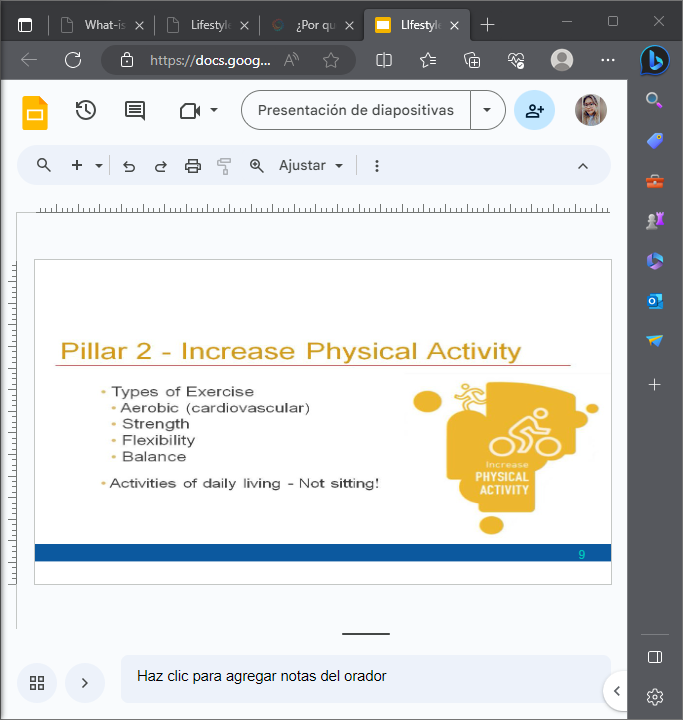 What-is
Lifestyle
¿Por qu
LIfestyle
https://docs.goog...
Presentación de diapositivas
Ajustar
Pillar 2 - Increase Physical Activity
• Types of Exercise
• Aerobic (cardiovascular)
• Strength
• Flexibility
• Balance
• Activities of daily living - Not sitting!
Increase
PHYSICAL
ACTIVITY
9
Haz clic para agregar notas del orador